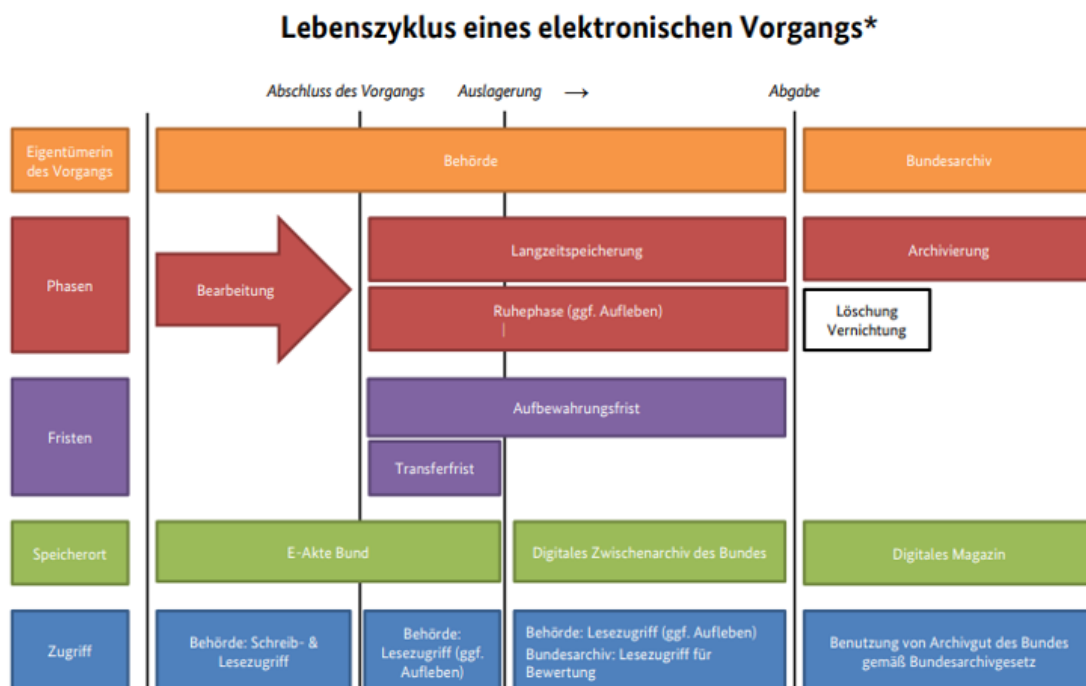 Lebenszyklus eines elektronischen Vorgangs*
Abschluss des Vorgangs
Auslagerung →
Abgabe
Eigentümerin
des Vorgangs
Behörde
Bundesarchiv
Phasen
Bearbeitung
Langzeitspeicherung
Archivierung
Ruhephase (ggf. Aufleben)
Löschung
Vernichtung
Fristen
Aufbewahrungsfrist
Transferfrist
Speicherort
E-Akte Bund
Digitales Zwischenarchiv des Bundes
Digitales Magazin
Zugriff
Behörde: Schreib- &
Lesezugriff
Behörde:
Lesezugriff (ggf.
Aufleben)
Behörde: Lesezugriff (ggf. Aufleben)
Bundesarchiv: Lesezugriff für
Bewertung
Benutzung von Archivgut des Bundes
gemäß Bundesarchivgesetz